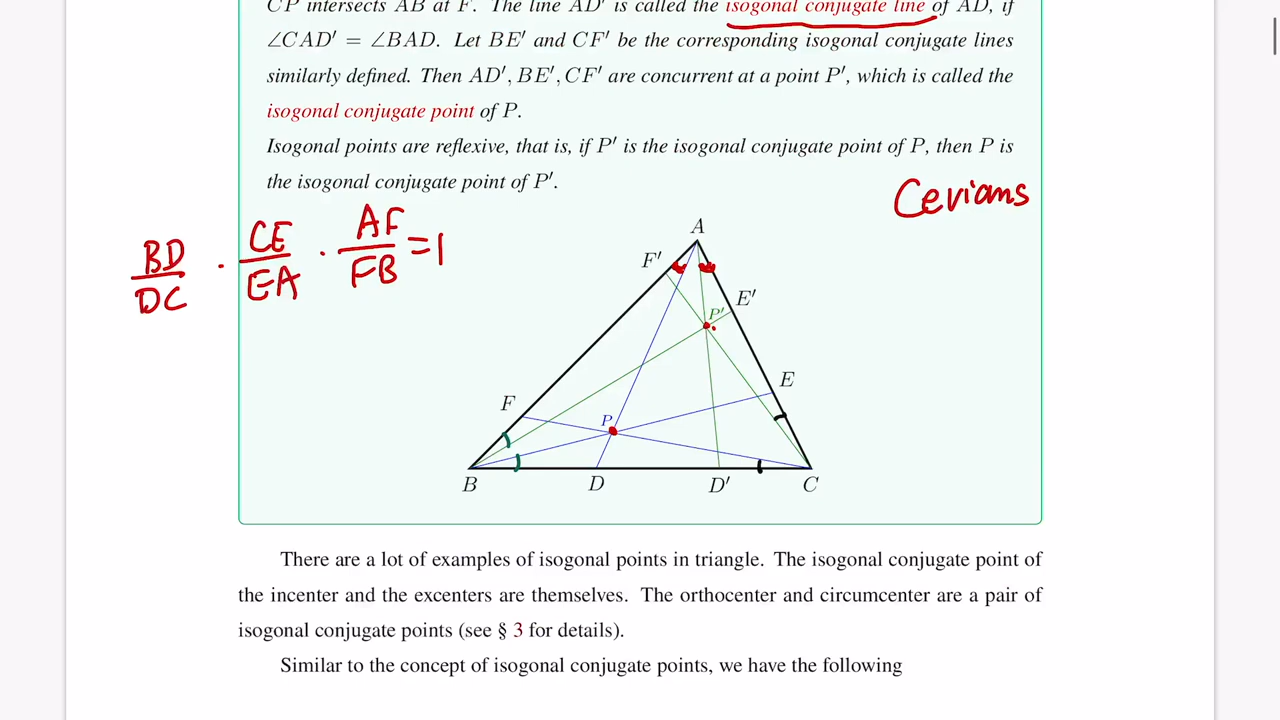 CP intersects AB at F. The line AD′ is called the isogonal conjugate line of AD, if
∠CAD′ = ∠BAD. Let BE′ and CF′ be the corresponding isogonal conjugate lines
similarly defined. Then AD′, BE′, CF′ are concurrent at a point P′, which is called the
isogonal conjugate point of P.
Isogonal points are reflexive, that is, if P′ is the isogonal conjugate point of P, then P is
the isogonal conjugate point of P′.
Cevians
BD/DC · CE/EA · AF/FB = 1
A
F′
E′
P′
E
F
P
B
D
D′
C
There are a lot of examples of isogonal points in triangle. The isogonal conjugate point of
the incenter and the excenters are themselves. The orthocenter and circumcenter are a pair of
isogonal conjugate points (see § 3 for details).
Similar to the concept of isogonal conjugate points, we have the following